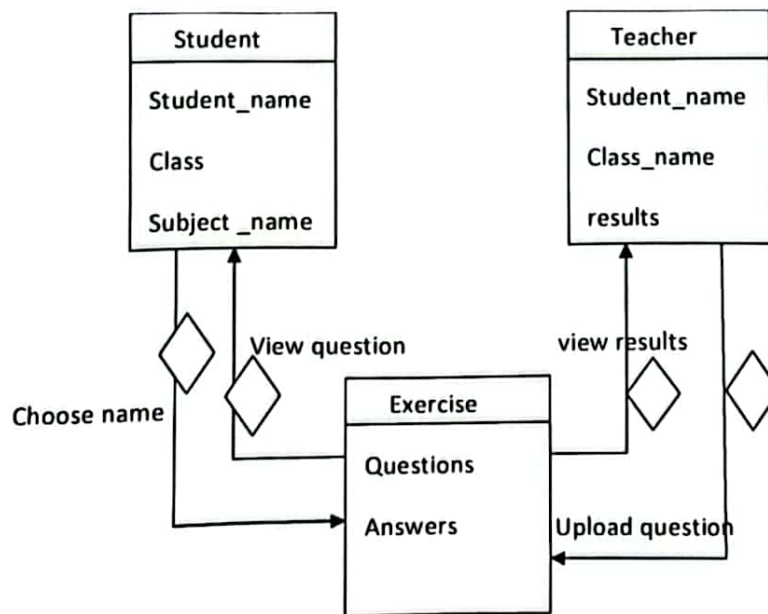 Student
Student_name
Class
Subject _name
Teacher
Student_name
Class_name
results
View question
view results
Choose name
Exercise
Questions
Answers
Upload question